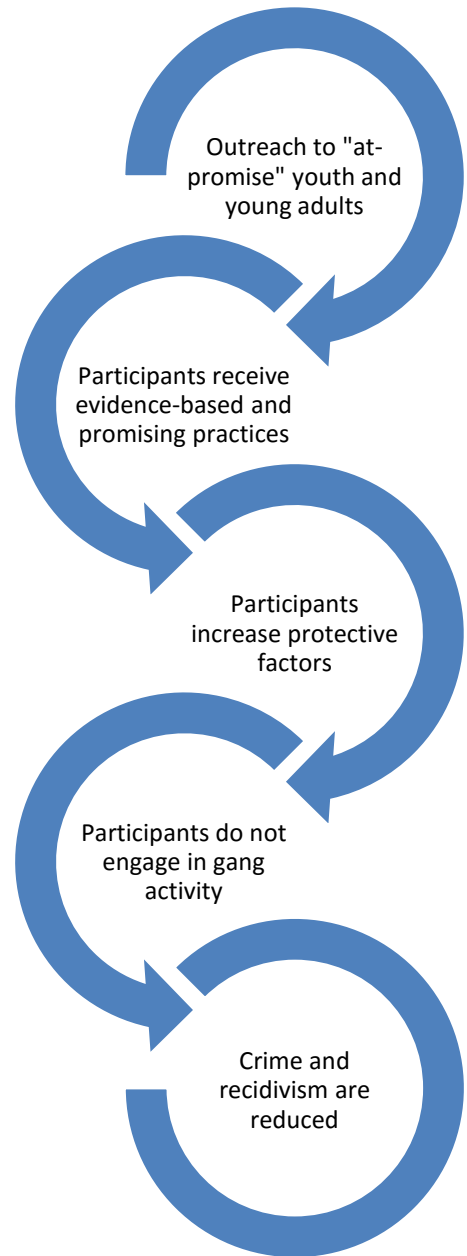 Outreach to "at-
promise" youth and
young adults
Participants receive
evidence-based and
promising practices
Participants
increase protective
factors
Participants do not
engage in gang
activity
Crime and
recidivism are
reduced